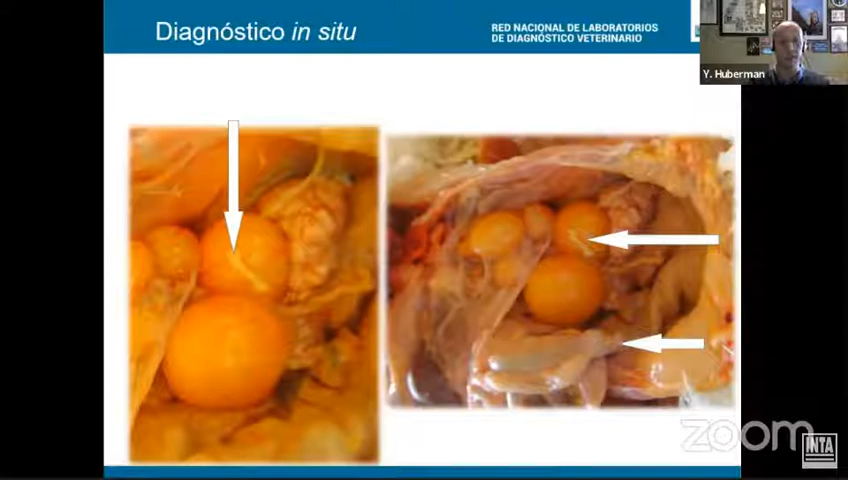 Diagnóstico in situ
RED NACIONAL DE LABORATORIOS
DE DIAGNÓSTICO VETERINARIO
Y. Huberman
zoom
INTA